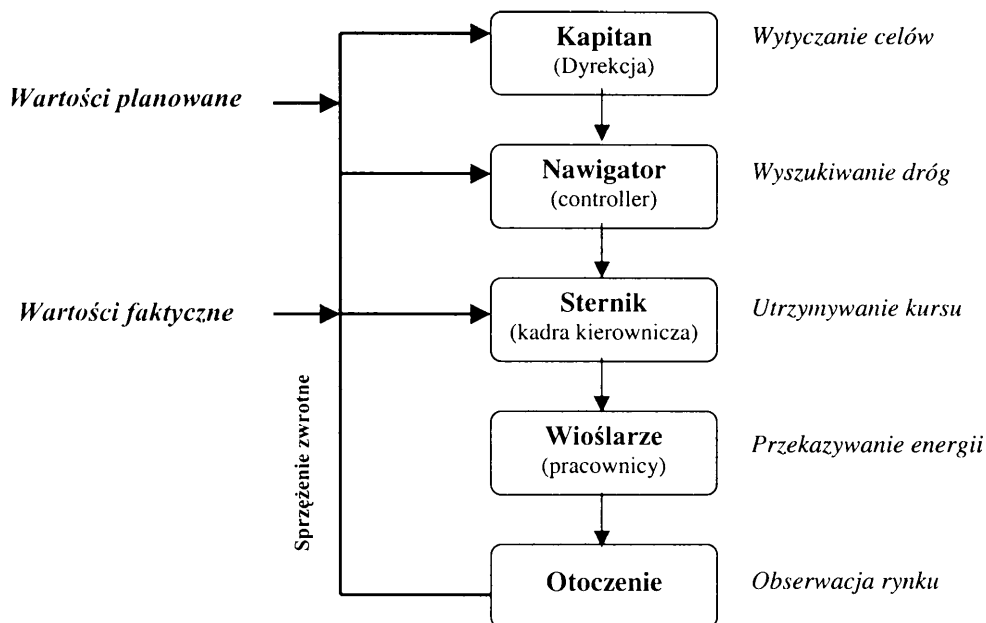 Kapitan
(Dyrekcja)
Wytyczanie celów
Wartości planowane
Nawigator
(controller)
Wyszukiwanie dróg
Wartości faktyczne
Sternik
(kadra kierownicza)
Utrzymywanie kursu
Sprzężenie zwrotne
Wioślarze
(pracownicy)
Przekazywanie energii
Otoczenie
Obserwacja rynku